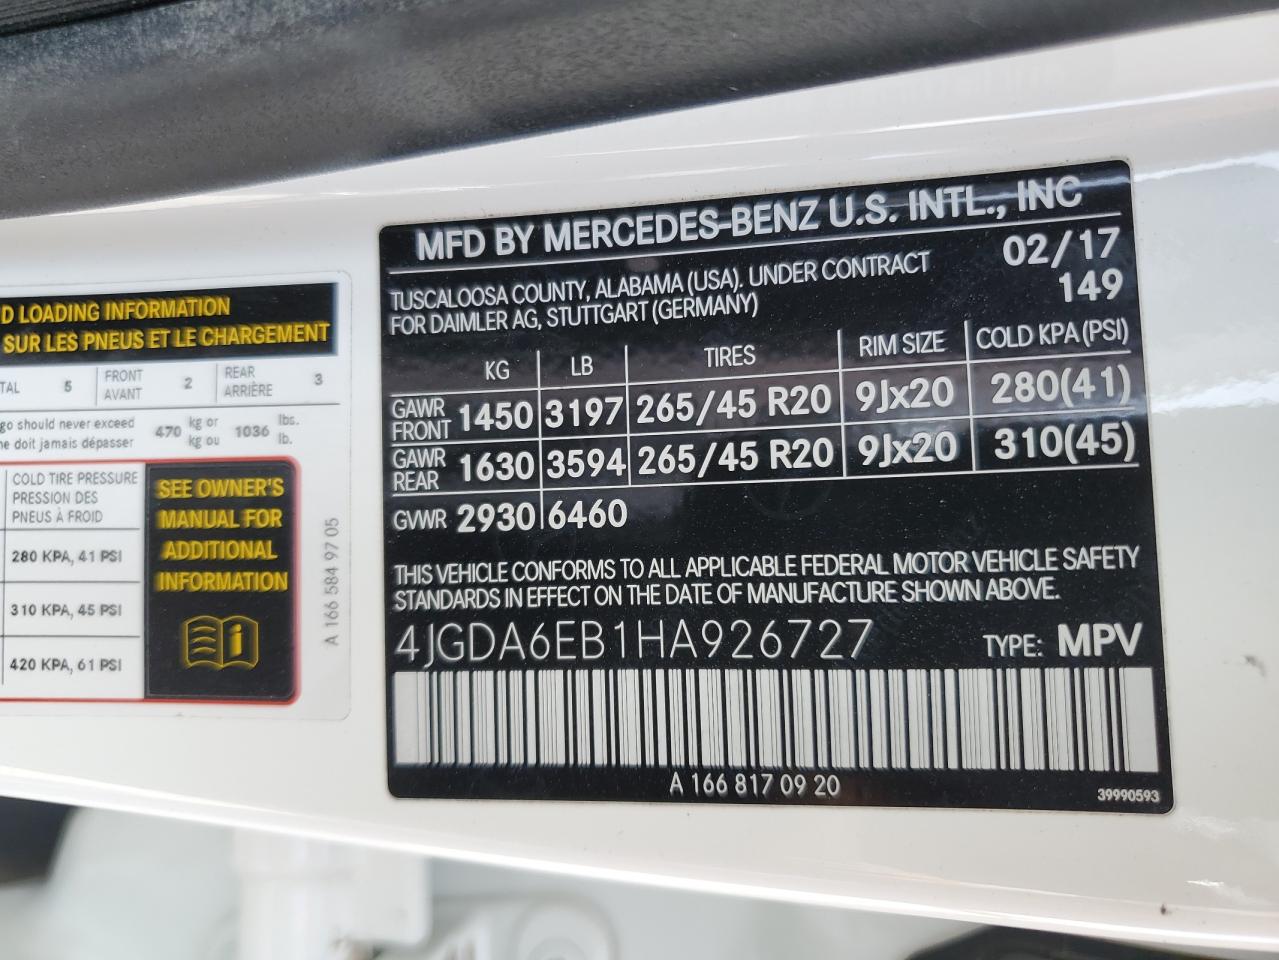 D LOADING INFORMATION
SUR LES PNEUS ET LE CHARGEMENT
TAL 5 FRONT AVANT 2 REAR ARRIÈRE 3
go should never exceed
ne doit jamais dépasser
470 kg or kg ou 1036 lbs. lb.
COLD TIRE PRESSURE
PRESSION DES
PNEUS À FROID
280 KPA, 41 PSI
310 KPA, 45 PSI
420 KPA, 61 PSI
SEE OWNER'S
MANUAL FOR
ADDITIONAL
INFORMATION
A 166 584 97 05
MFD BY MERCEDES-BENZ U.S. INTL., INC
TUSCALOOSA COUNTY, ALABAMA (USA). UNDER CONTRACT
FOR DAIMLER AG, STUTTGART (GERMANY)
02/17
149
KG LB TIRES RIM SIZE COLD KPA (PSI)
GAWR FRONT 1450 3197 265/45 R20 9Jx20 280(41)
GAWR REAR 1630 3594 265/45 R20 9Jx20 310(45)
GVWR 2930 6460
THIS VEHICLE CONFORMS TO ALL APPLICABLE FEDERAL MOTOR VEHICLE SAFETY
STANDARDS IN EFFECT ON THE DATE OF MANUFACTURE SHOWN ABOVE.
4JGDA6EB1HA926727 TYPE: MPV
A 166 817 09 20
39990593